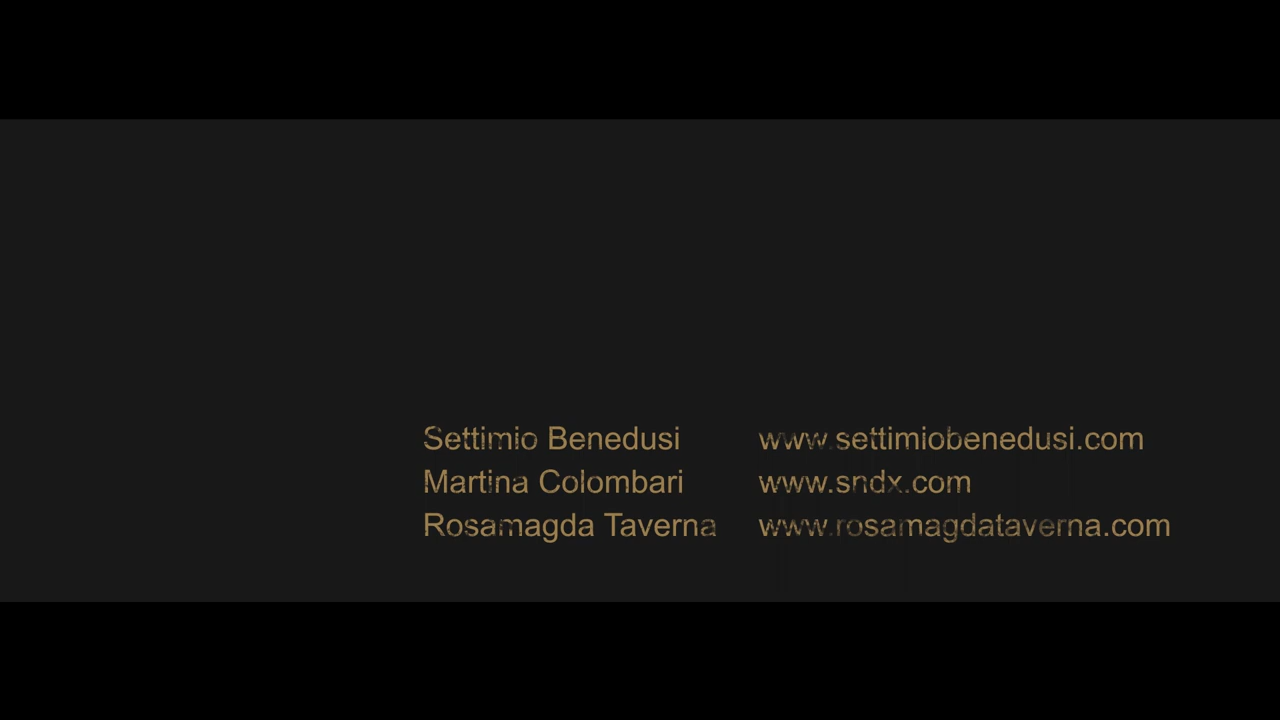 Settimio Benedusi www.settimiobenedusi.com
Martina Colombari www.sndx.com
Rosamagda Taverna www.rosamagdataverna.com